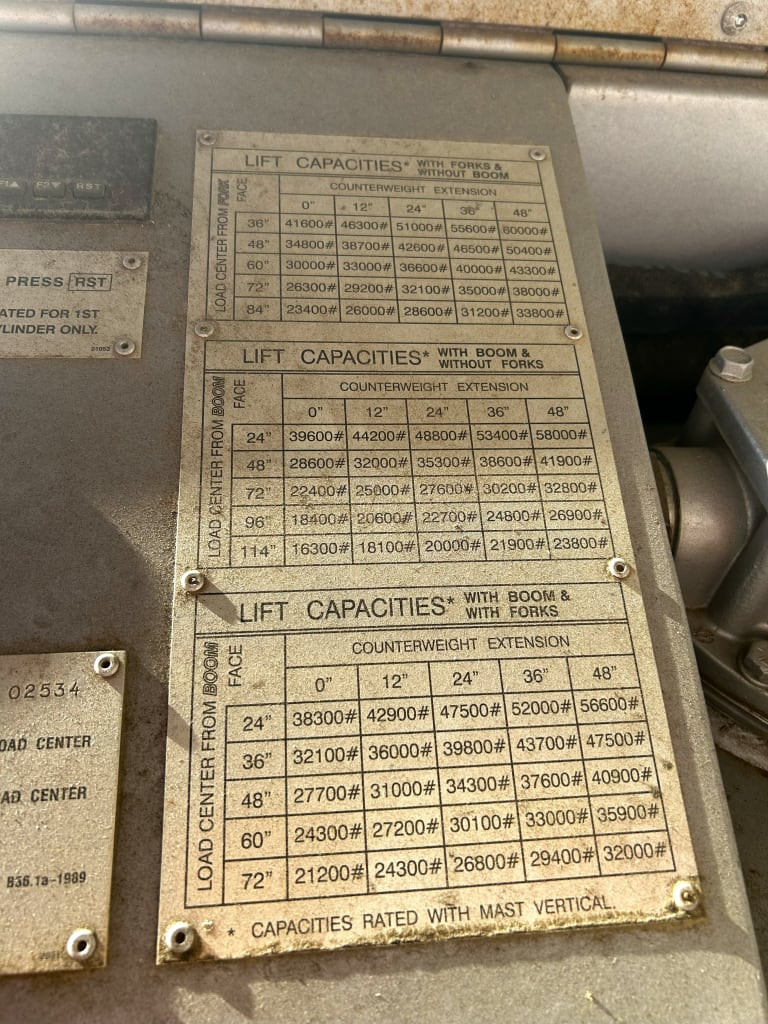 F1▲ F2▼ RST
PRESS RST
ATED FOR 1ST
YLINDER ONLY.
01053
LIFT CAPACITIES* WITH FORKS & WITHOUT BOOM
LOAD CENTER FROM FORK FACE
COUNTERWEIGHT EXTENSION
0" 12" 24" 36" 48"
36" 41600# 46300# 51000# 55600# 60000#
48" 34800# 38700# 42600# 46500# 50400#
60" 30000# 33000# 36600# 40000# 43300#
72" 26300# 29200# 32100# 35000# 38000#
84" 23400# 26000# 28600# 31200# 33800#
LIFT CAPACITIES* WITH BOOM & WITHOUT FORKS
LOAD CENTER FROM BOOM FACE
COUNTERWEIGHT EXTENSION
0" 12" 24" 36" 48"
24" 39600# 44200# 48800# 53400# 58000#
48" 28600# 32000# 35300# 38600# 41900#
72" 22400# 25000# 27600# 30200# 32800#
96" 18400# 20600# 22700# 24800# 26900#
114" 16300# 18100# 20000# 21900# 23800#
LIFT CAPACITIES* WITH BOOM & WITH FORKS
LOAD CENTER FROM BOOM FACE
COUNTERWEIGHT EXTENSION
0" 12" 24" 36" 48"
24" 38300# 42900# 47500# 52000# 56600#
36" 32100# 36000# 39800# 43700# 47500#
48" 27700# 31000# 34300# 37600# 40900#
60" 24300# 27200# 30100# 33000# 35900#
72" 21200# 24300# 26800# 29400# 32000#
* CAPACITIES RATED WITH MAST VERTICAL.
02534
OAD CENTER
AD CENTER
B56.1a-1989